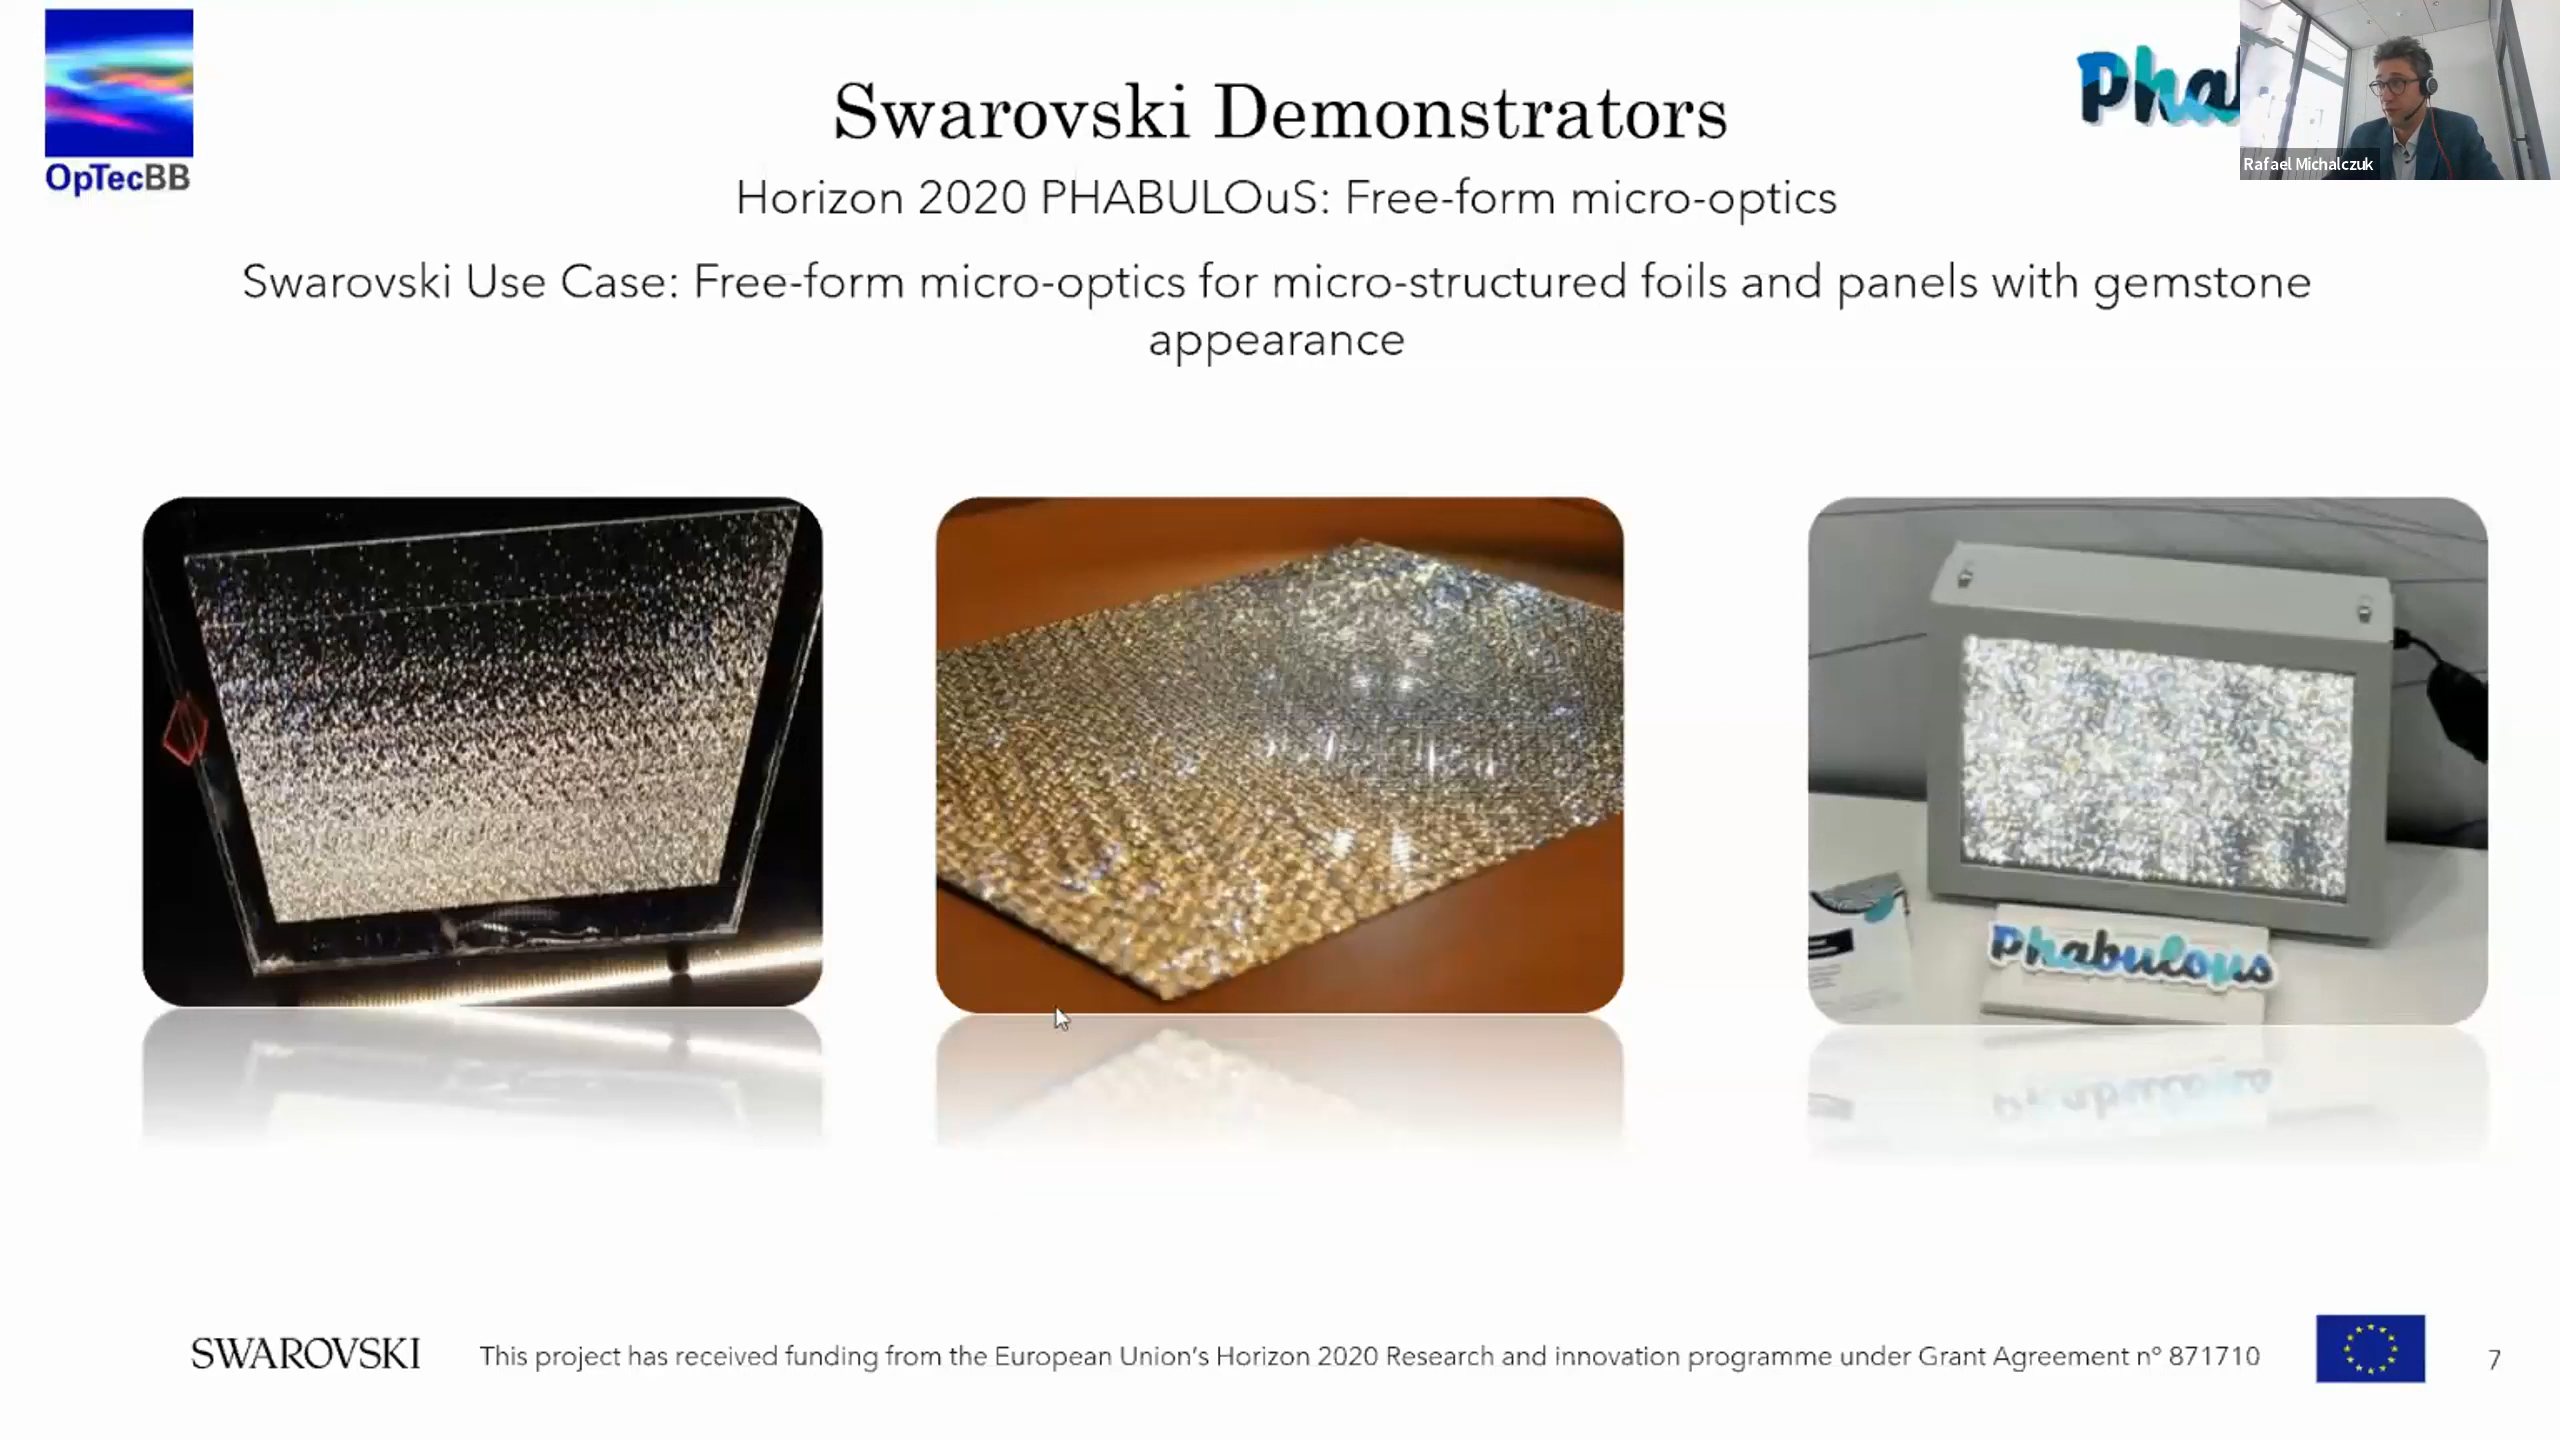 OpTecBB
Swarovski Demonstrators
Pha
Rafael Michalczuk
Horizon 2020 PHABULOuS: Free-form micro-optics
Swarovski Use Case: Free-form micro-optics for micro-structured foils and panels with gemstone
appearance
Phabulous
SWAROVSKI
This project has received funding from the European Union's Horizon 2020 Research and innovation programme under Grant Agreement n° 871710
7